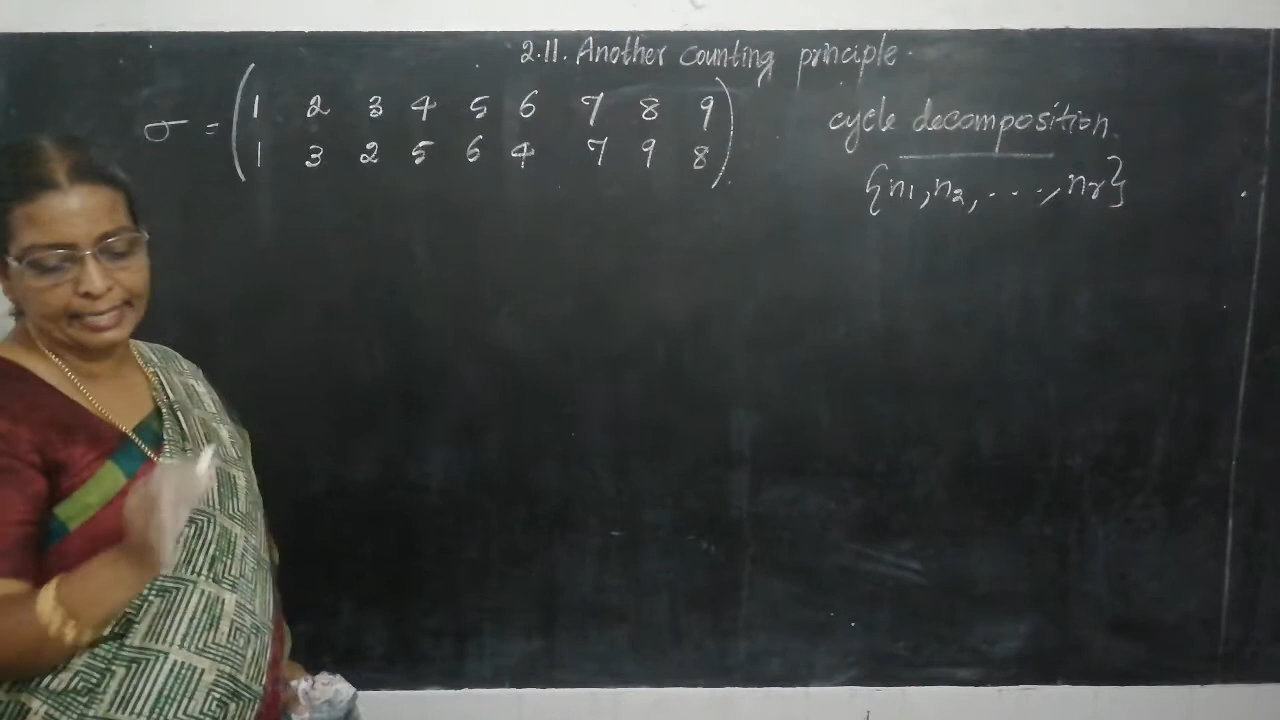 2.11. Another counting principle.
σ = (1 2 3 4 5 6 7 8 9)
(1 3 2 5 6 4 7 9 8)
cycle decomposition.
{n₁, n₂, . . . , nᵣ}